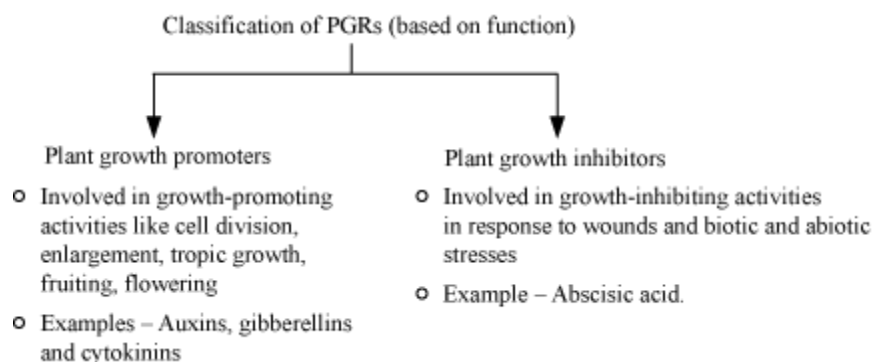 Classification of PGRs (based on function)
Plant growth promoters
Involved in growth-promoting
activities like cell division,
enlargement, tropic growth,
fruiting, flowering
Examples – Auxins, gibberellins
and cytokinins
Plant growth inhibitors
Involved in growth-inhibiting activities
in response to wounds and biotic and abiotic
stresses
Example – Abscisic acid.